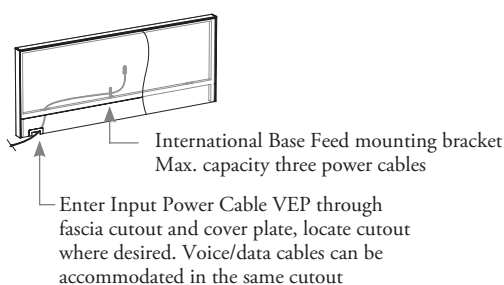 International Base Feed mounting bracket
Max. capacity three power cables
Enter Input Power Cable VEP through
fascia cutout and cover plate, locate cutout
where desired. Voice/data cables can be
accommodated in the same cutout